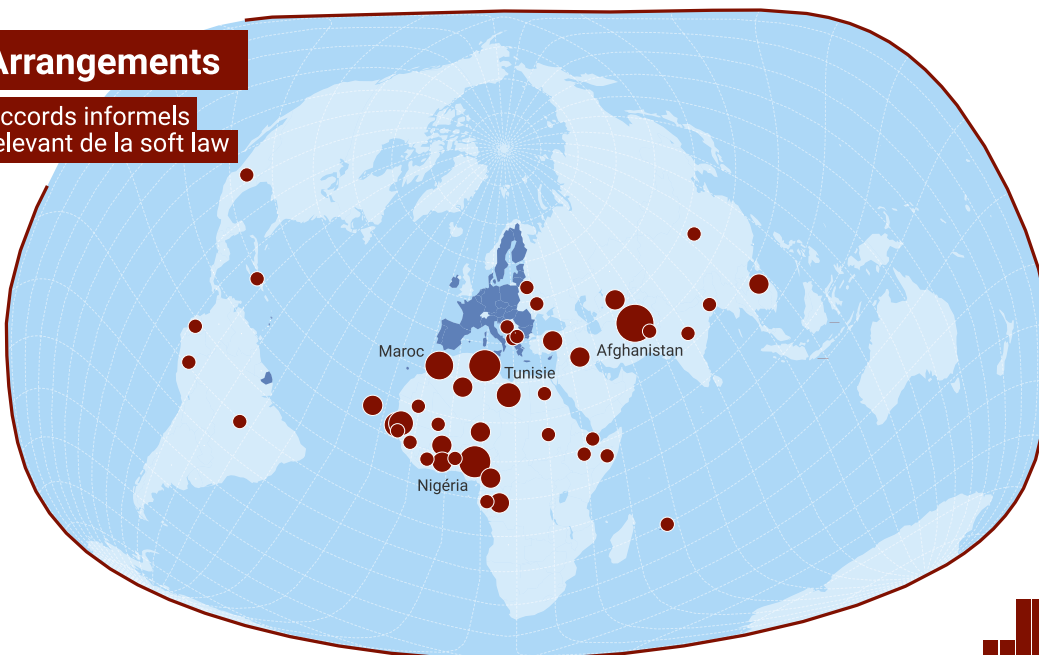 Arrangements
ccords informels
elevant de la soft law
Maroc
Tunisie
Afghanistan
Nigéria